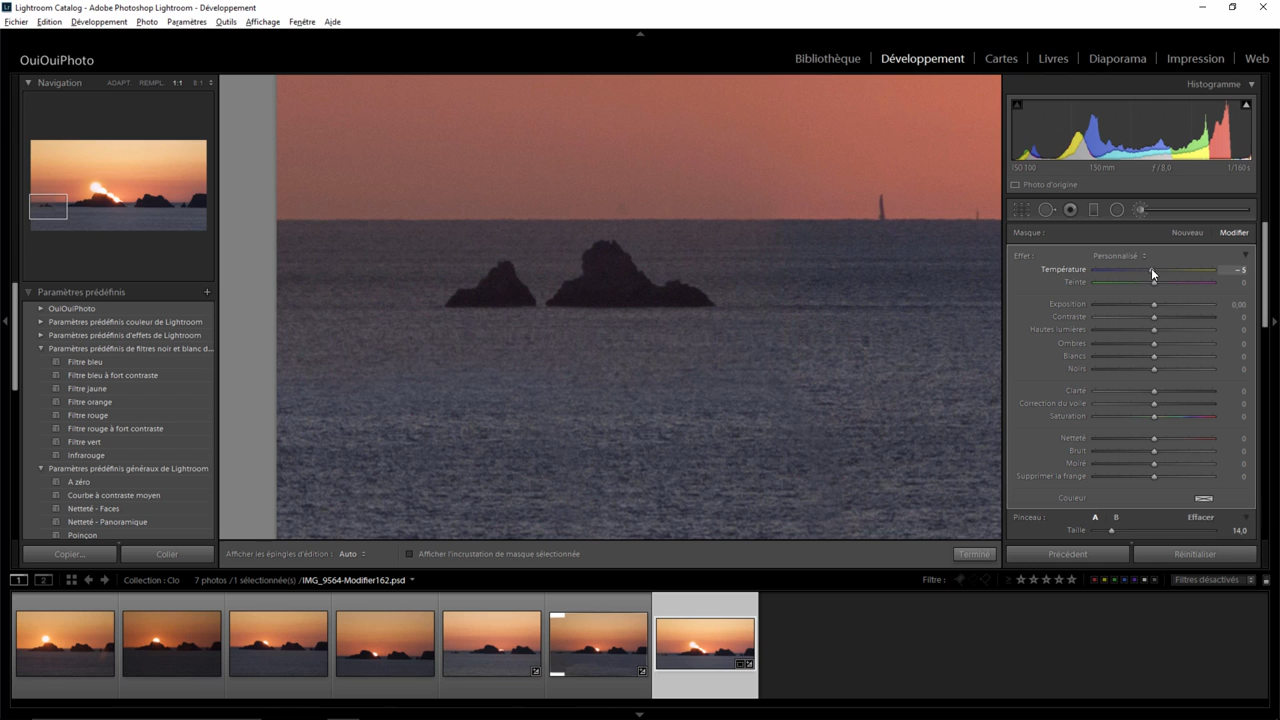 Lightroom Catalog - Adobe Photoshop Lightroom - Développement
Fichier Edition Développement Photo Paramètres Outils Affichage Fenêtre Aide
OuiOuiPhoto
Bibliothèque Développement Cartes Livres Diaporama Impression Web
Navigation ADAPT. REMPL. 1:1 8:1
Histogramme
ISO 100 150 mm ƒ / 8,0 1/160 s
Photo d'origine
Masque : Nouveau Modifier
Effet : Personnalisé
Température – 5
Teinte 0
Exposition 0,00
Contraste 0
Hautes lumières 0
Ombres 0
Blancs 0
Noirs 0
Clarté 0
Correction du voile 0
Saturation 0
Netteté 0
Bruit 0
Moiré 0
Supprimer la frange 0
Couleur
Pinceau : A B Effacer
Taille 14,0
Précédent Réinitialiser
Paramètres prédéfinis +
OuiOuiPhoto
Paramètres prédéfinis couleur de Lightroom
Paramètres prédéfinis d'effets de Lightroom
Paramètres prédéfinis de filtres noir et blanc d...
Filtre bleu
Filtre bleu à fort contraste
Filtre jaune
Filtre orange
Filtre rouge
Filtre rouge à fort contraste
Filtre vert
Infrarouge
Paramètres prédéfinis généraux de Lightroom
A zéro
Courbe à contraste moyen
Netteté - Faces
Netteté - Panoramique
Poinçon
Copier... Coller
Afficher les épingles d'édition : Auto Afficher l'incrustation de masque sélectionnée Terminé
1 2 Collection : Clo 7 photos /1 sélectionnée(s) /IMG_9564-Modifier162.psd Filtre : Filtres désactivés